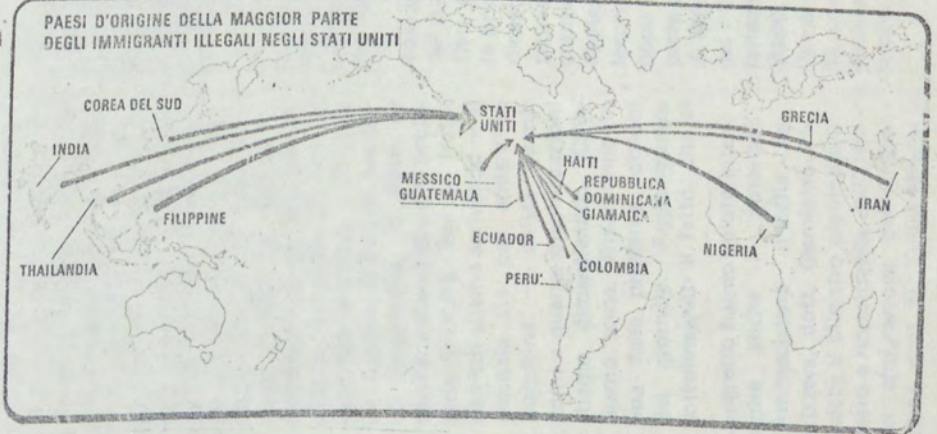 PAESI D'ORIGINE DELLA MAGGIOR PARTE
DEGLI IMMIGRANTI ILLEGALI NEGLI STATI UNITI
COREA DEL SUD
INDIA
THAILANDIA
FILIPPINE
STATI
UNITI
MESSICO
GUATEMALA
HAITI
REPUBBLICA
DOMINICANA
GIAMAICA
ECUADOR
PERU'
COLOMBIA
GRECIA
IRAN
NIGERIA